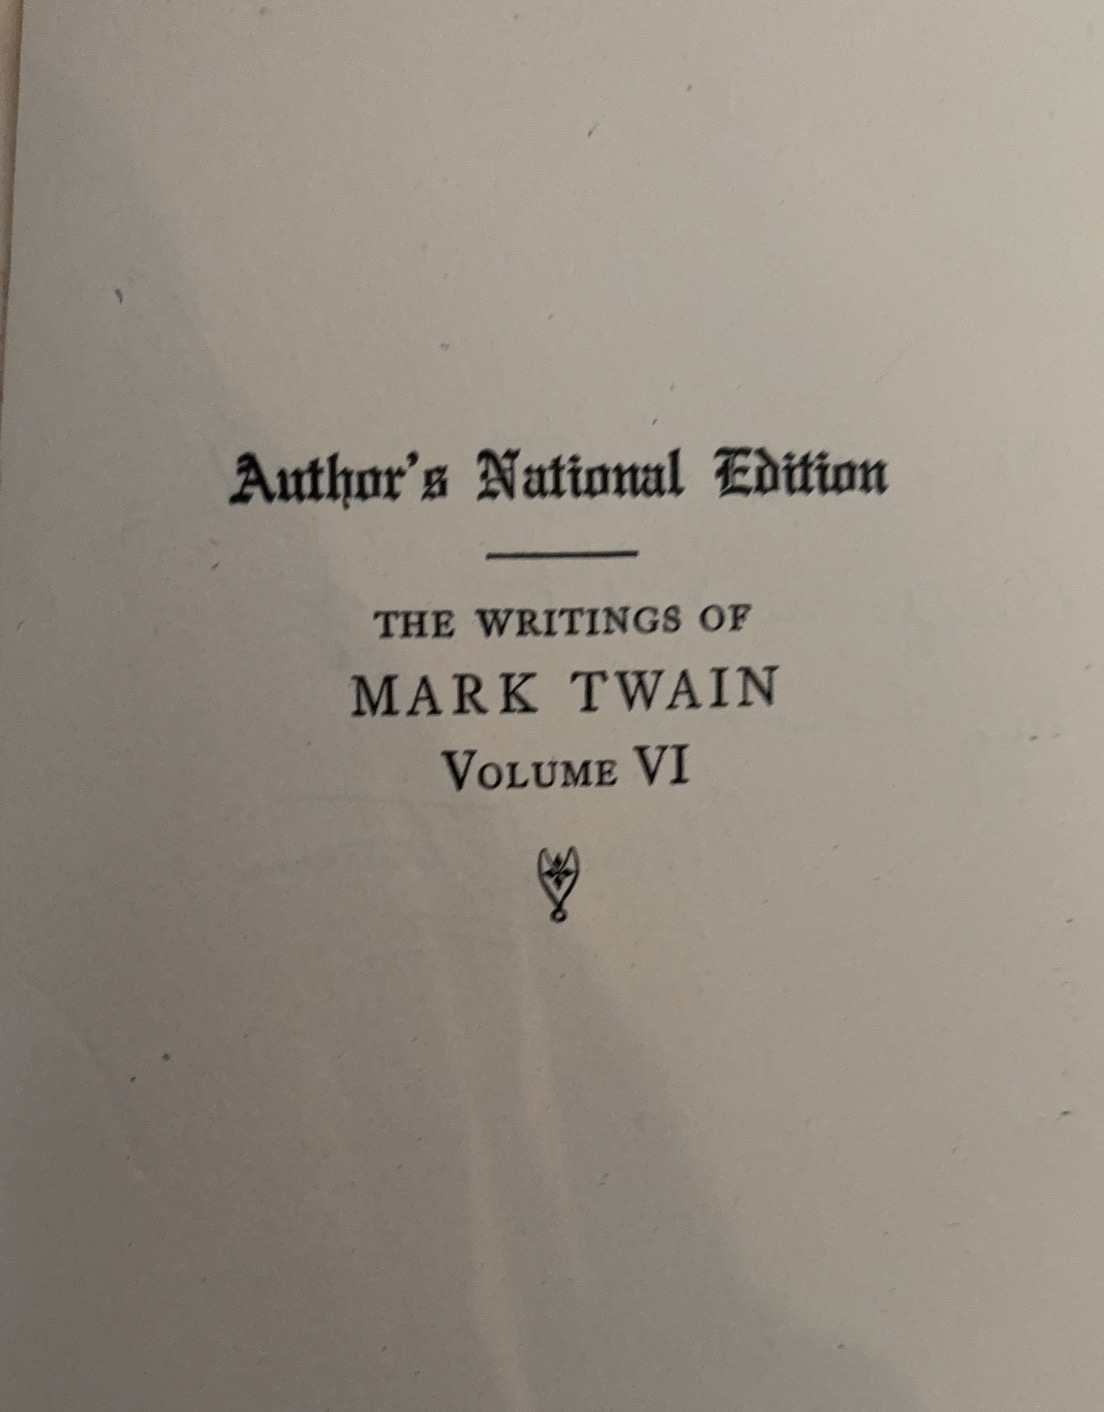 Author's National Edition
THE WRITINGS OF
MARK TWAIN
VOLUME VI